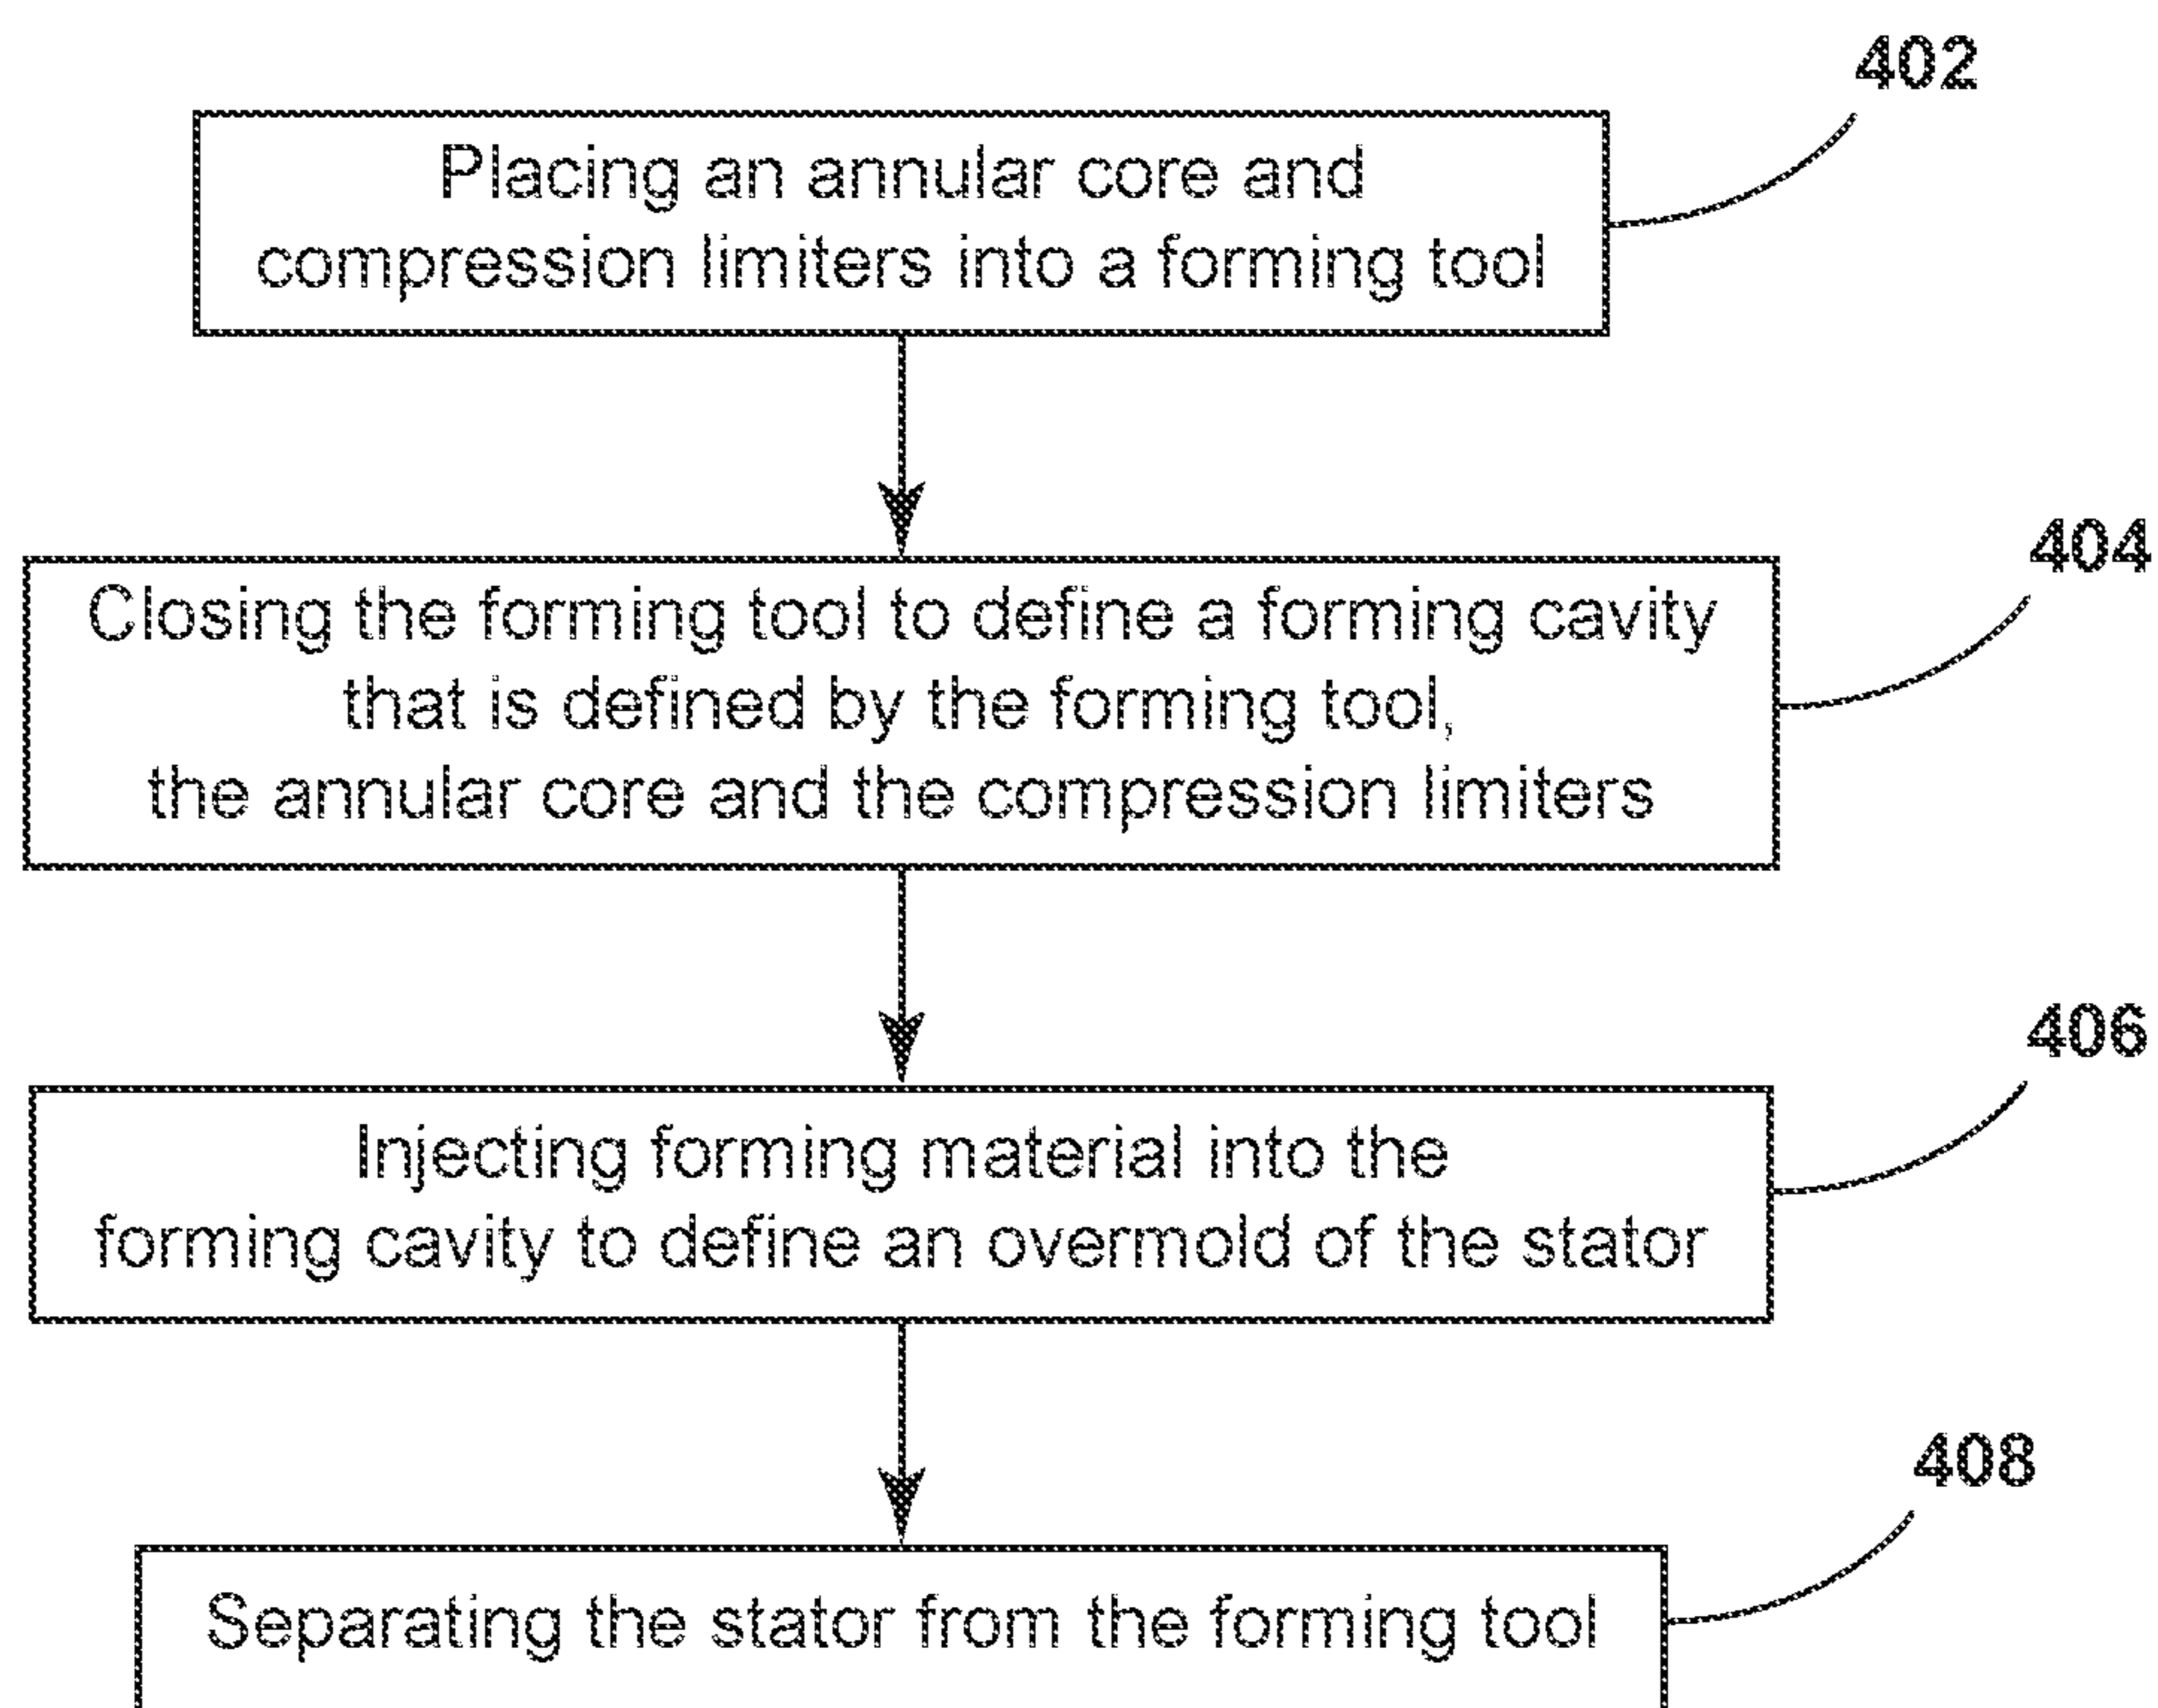 402
Placing an annular core and
compression limiters into a forming tool
404
Closing the forming tool to define a forming cavity
that is defined by the forming tool,
the annular core and the compression limiters
406
Injecting forming material into the
forming cavity to define an overmold of the stator
408
Separating the stator from the forming tool